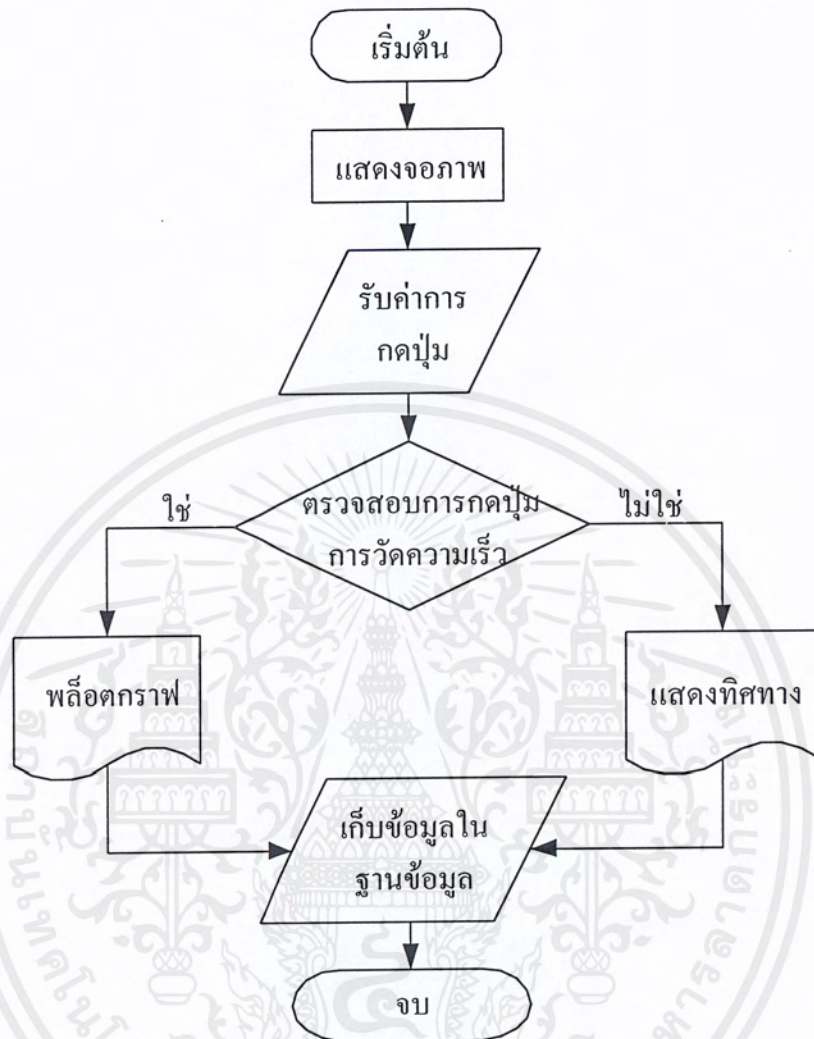 เริ่มต้น
แสดงจอภาพ
รับค่าการ
กดปุ่ม
ตรวจสอบการกดปุ่ม
การวัดความเร็ว
ใช่
ไม่ใช่
พล็อตกราฟ
แสดงทิศทาง
เก็บข้อมูลใน
ฐานข้อมูล
จบ